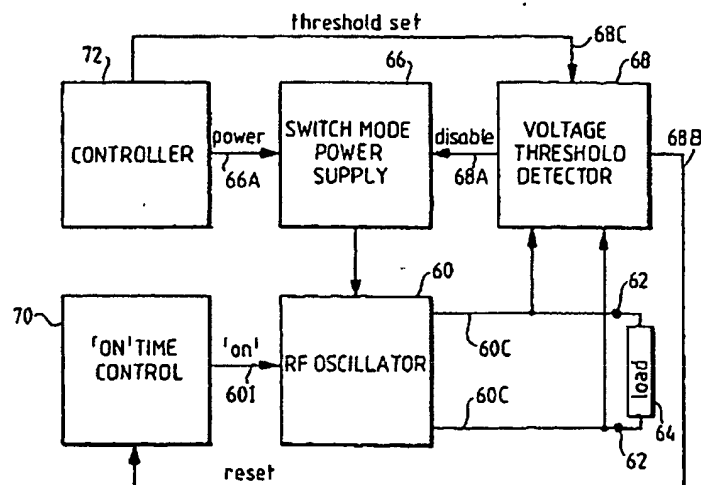 threshold set
68C
72
66
68
CONTROLLER
power
66A
SWITCH MODE
POWER
SUPPLY
disable
68A
VOLTAGE
THRESHOLD
DETECTOR
68B
60
62
70
'ON' TIME
CONTROL
'on'
60I
RF OSCILLATOR
60C
60C
load
64
62
reset